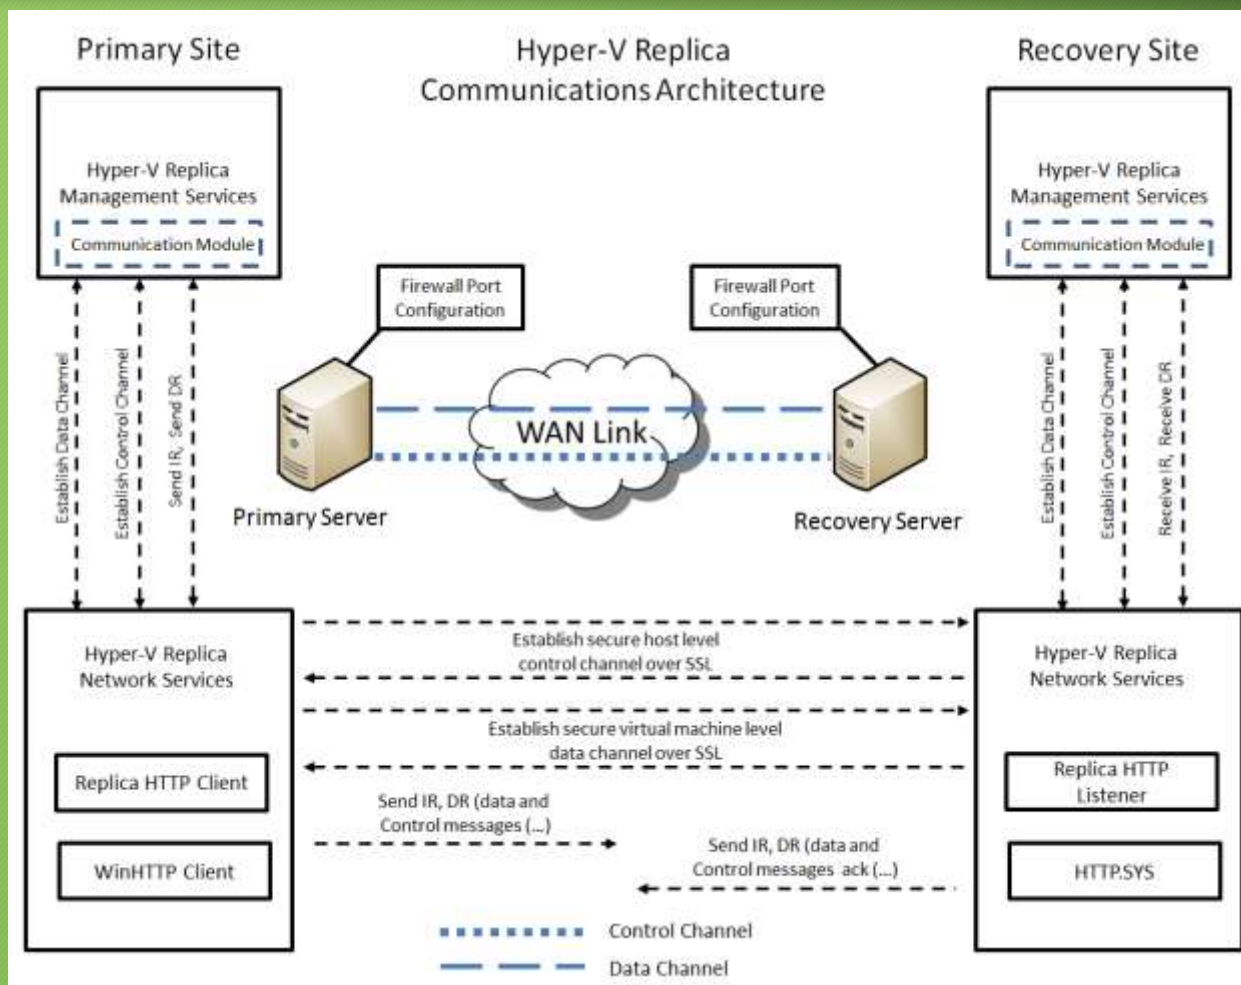 Primary Site
Hyper-V Replica
Communications Architecture
Recovery Site
Hyper-V Replica
Management Services
Communication Module
Hyper-V Replica
Management Services
Communication Module
Firewall Port
Configuration
Firewall Port
Configuration
Establish Data Channel
Establish Control Channel
Send IR, Send DR
WAN Link
Primary Server
Recovery Server
Establish Data Channel
Establish Control Channel
Receive IR, Receive DR
Hyper-V Replica
Network Services
Replica HTTP Client
WinHTTP Client
Establish secure host level
control channel over SSL
Establish secure virtual machine level
data channel over SSL
Send IR, DR (data and
Control messages (...)
Send IR, DR (data and
Control messages ack (...)
Hyper-V Replica
Network Services
Replica HTTP
Listener
HTTP.SYS
Control Channel
Data Channel